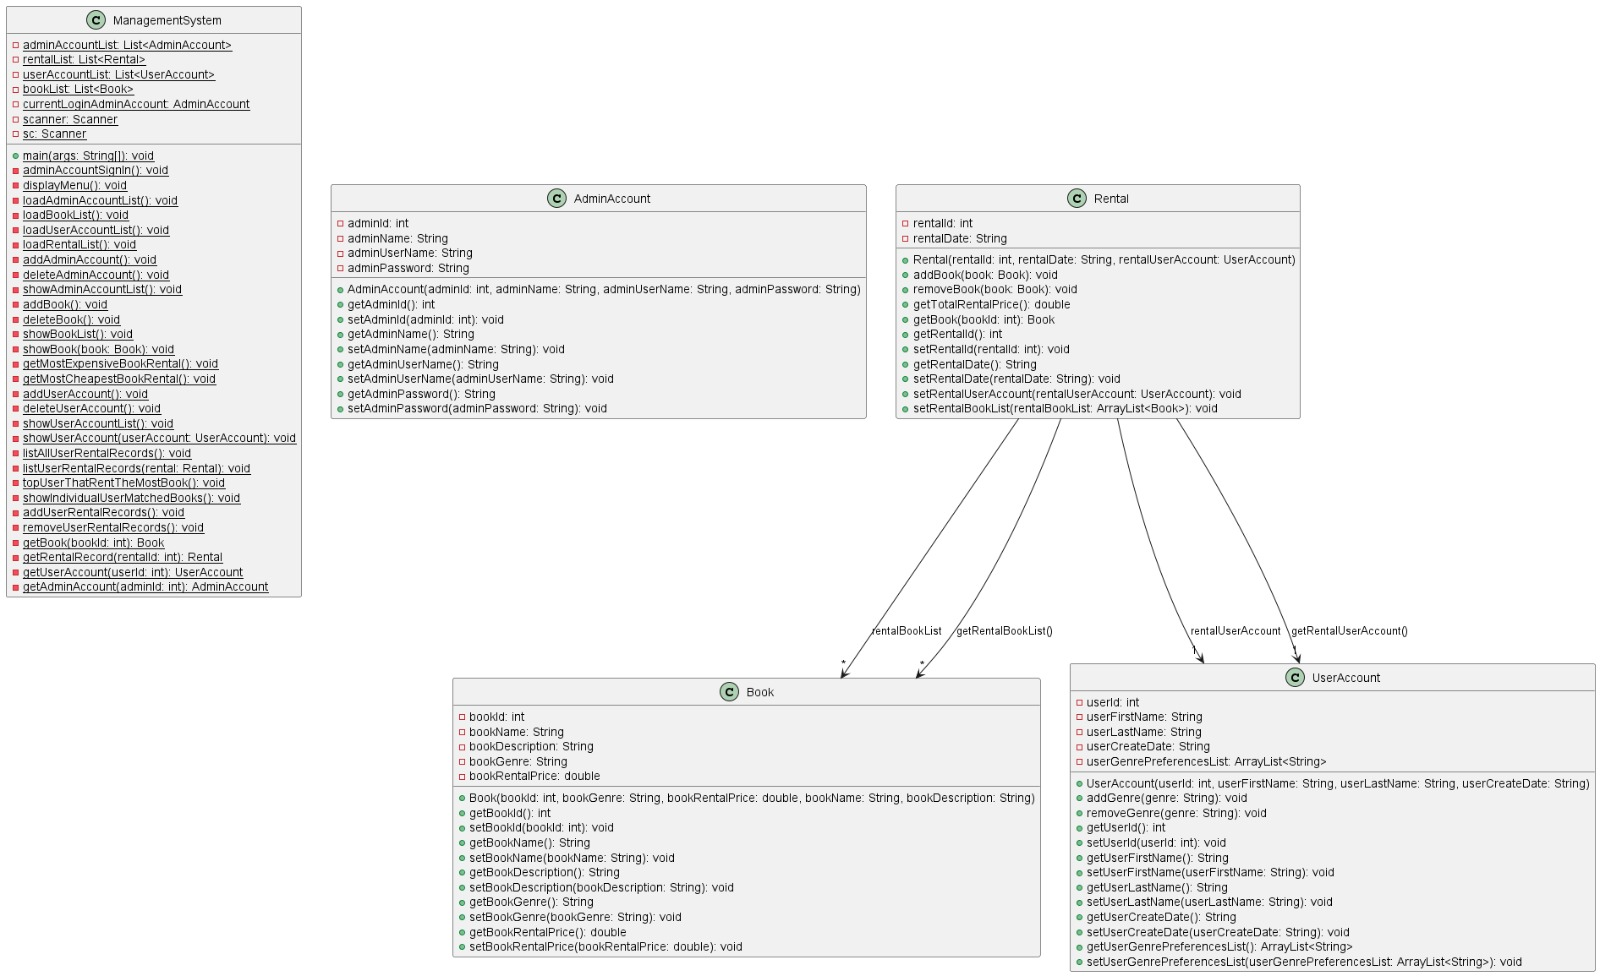 C ManagementSystem
adminAccountList: List<AdminAccount>
rentalList: List<Rental>
userAccountList: List<UserAccount>
bookList: List<Book>
currentLoginAdminAccount: AdminAccount
scanner: Scanner
sc: Scanner
main(args: String[]): void
adminAccountSignIn(): void
displayMenu(): void
loadAdminAccountList(): void
loadBookList(): void
loadUserAccountList(): void
loadRentalList(): void
addAdminAccount(): void
deleteAdminAccount(): void
showAdminAccountList(): void
addBook(): void
deleteBook(): void
showBookList(): void
showBook(book: Book): void
getMostExpensiveBookRental(): void
getMostCheapestBookRental(): void
addUserAccount(): void
deleteUserAccount(): void
showUserAccountList(): void
showUserAccount(userAccount: UserAccount): void
listAllUserRentalRecords(): void
listUserRentalRecords(rental: Rental): void
topUserThatRentTheMostBook(): void
showIndividualUserMatchedBooks(): void
addUserRentalRecords(): void
removeUserRentalRecords(): void
getBook(bookId: int): Book
getRentalRecord(rentalId: int): Rental
getUserAccount(userId: int): UserAccount
getAdminAccount(adminId: int): AdminAccount
C AdminAccount
adminId: int
adminName: String
adminUserName: String
adminPassword: String
AdminAccount(adminId: int, adminName: String, adminUserName: String, adminPassword: String)
getAdminId(): int
setAdminId(adminId: int): void
getAdminName(): String
setAdminName(adminName: String): void
getAdminUserName(): String
setAdminUserName(adminUserName: String): void
getAdminPassword(): String
setAdminPassword(adminPassword: String): void
C Rental
rentalId: int
rentalDate: String
Rental(rentalId: int, rentalDate: String, rentalUserAccount: UserAccount)
addBook(book: Book): void
removeBook(book: Book): void
getTotalRentalPrice(): double
getBook(bookId: int): Book
getRentalId(): int
setRentalId(rentalId: int): void
getRentalDate(): String
setRentalDate(rentalDate: String): void
setRentalUserAccount(rentalUserAccount: UserAccount): void
setRentalBookList(rentalBookList: ArrayList<Book>): void
rentalBookList
*
getRentalBookList()
*
rentalUserAccount
1
getRentalUserAccount()
1
C Book
bookId: int
bookName: String
bookDescription: String
bookGenre: String
bookRentalPrice: double
Book(bookId: int, bookGenre: String, bookRentalPrice: double, bookName: String, bookDescription: String)
getBookId(): int
setBookId(bookId: int): void
getBookName(): String
setBookName(bookName: String): void
getBookDescription(): String
setBookDescription(bookDescription: String): void
getBookGenre(): String
setBookGenre(bookGenre: String): void
getBookRentalPrice(): double
setBookRentalPrice(bookRentalPrice: double): void
C UserAccount
userId: int
userFirstName: String
userLastName: String
userCreateDate: String
userGenrePreferencesList: ArrayList<String>
UserAccount(userId: int, userFirstName: String, userLastName: String, userCreateDate: String)
addGenre(genre: String): void
removeGenre(genre: String): void
getUserId(): int
setUserId(userId: int): void
getUserFirstName(): String
setUserFirstName(userFirstName: String): void
getUserLastName(): String
setUserLastName(userLastName: String): void
getUserCreateDate(): String
setUserCreateDate(userCreateDate: String): void
getUserGenrePreferencesList(): ArrayList<String>
setUserGenrePreferencesList(userGenrePreferencesList: ArrayList<String>): void